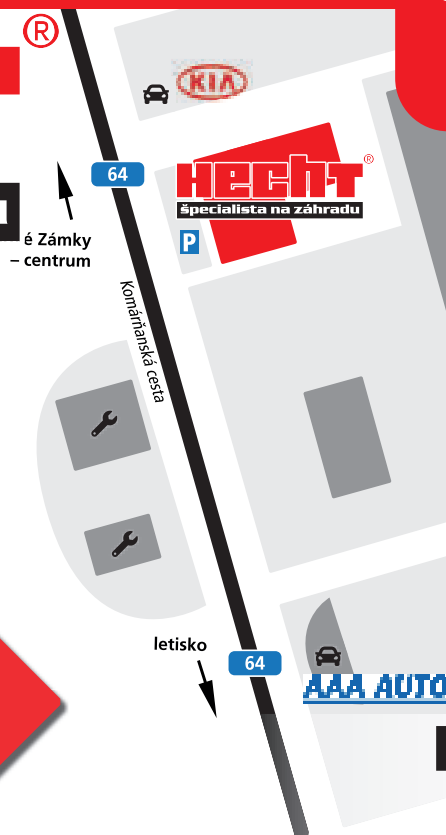 ®
KIA
64
HECHT®
špecialista na záhradu
P
é Zámky
– centrum
Komárňanská cesta
letisko
64
AAA AUTO